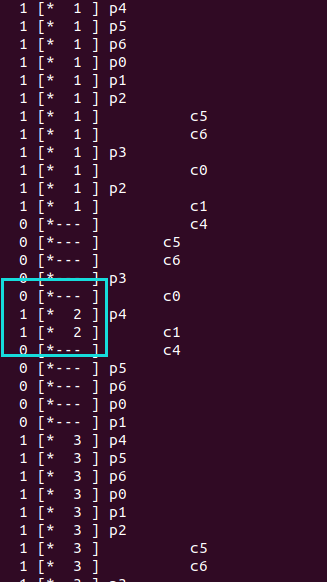 1 [*  1 ] p4
1 [*  1 ] p5
1 [*  1 ] p6
1 [*  1 ] p0
1 [*  1 ] p1
1 [*  1 ] p2
1 [*  1 ]          c5
1 [*  1 ]          c6
1 [*  1 ] p3
1 [*  1 ]          c0
1 [*  1 ] p2
1 [*  1 ]          c1
0 [*--- ]          c4
0 [*--- ]       c5
0 [*--- ]       c6
0 [*--- ] p3
0 [*--- ]       c0
1 [*  2 ] p4
1 [*  2 ]       c1
0 [*--- ]       c4
0 [*--- ] p5
0 [*--- ] p6
0 [*--- ] p0
0 [*--- ] p1
1 [*  3 ] p4
1 [*  3 ] p5
1 [*  3 ] p6
1 [*  3 ] p0
1 [*  3 ] p1
1 [*  3 ] p2
1 [*  3 ]          c5
1 [*  3 ]          c6